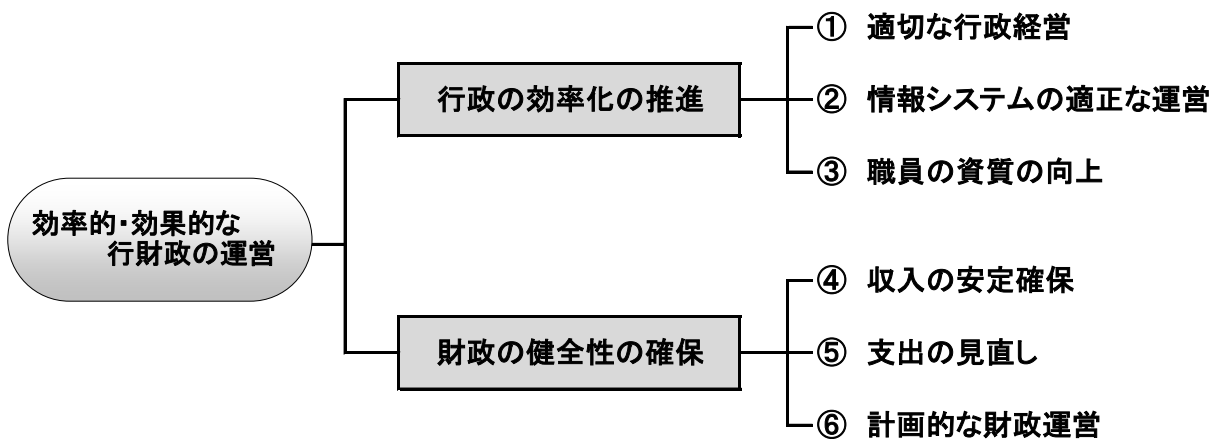 効率的・効果的な
行財政の運営
行政の効率化の推進
① 適切な行政経営
② 情報システムの適正な運営
③ 職員の資質の向上
財政の健全性の確保
④ 収入の安定確保
⑤ 支出の見直し
⑥ 計画的な財政運営